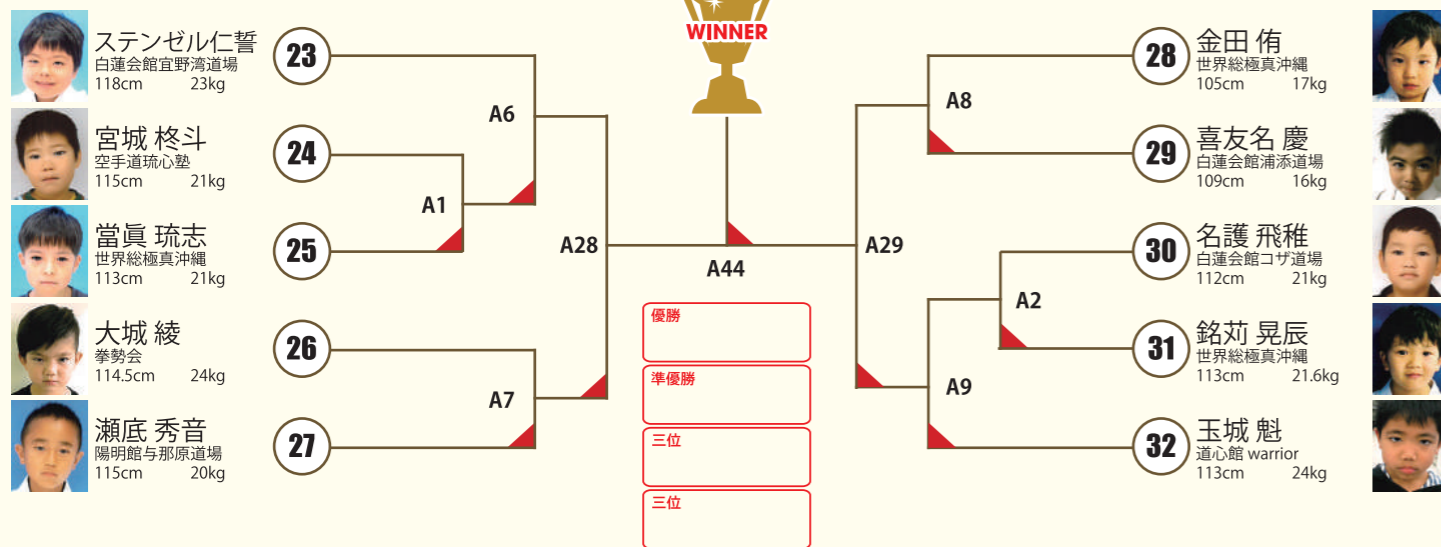 ステンゼル仁誓
白蓮会館宜野湾道場
118cm 23kg
23
宮城 柊斗
空手道琉心塾
115cm 21kg
24
當眞 琉志
世界総極真沖縄
113cm 21kg
25
大城 綾
拳勢会
114.5cm 24kg
26
瀬底 秀音
陽明館与那原道場
115cm 20kg
27
A6
A1
A7
A28
WINNER
A44
優勝
準優勝
三位
三位
A29
A8
A2
A9
28
金田 侑
世界総極真沖縄
105cm 17kg
29
喜友名 慶
白蓮会館浦添道場
109cm 16kg
30
名護 飛稚
白蓮会館コザ道場
112cm 21kg
31
銘苅 晃辰
世界総極真沖縄
113cm 21.6kg
32
玉城 魁
道心館 warrior
113cm 24kg